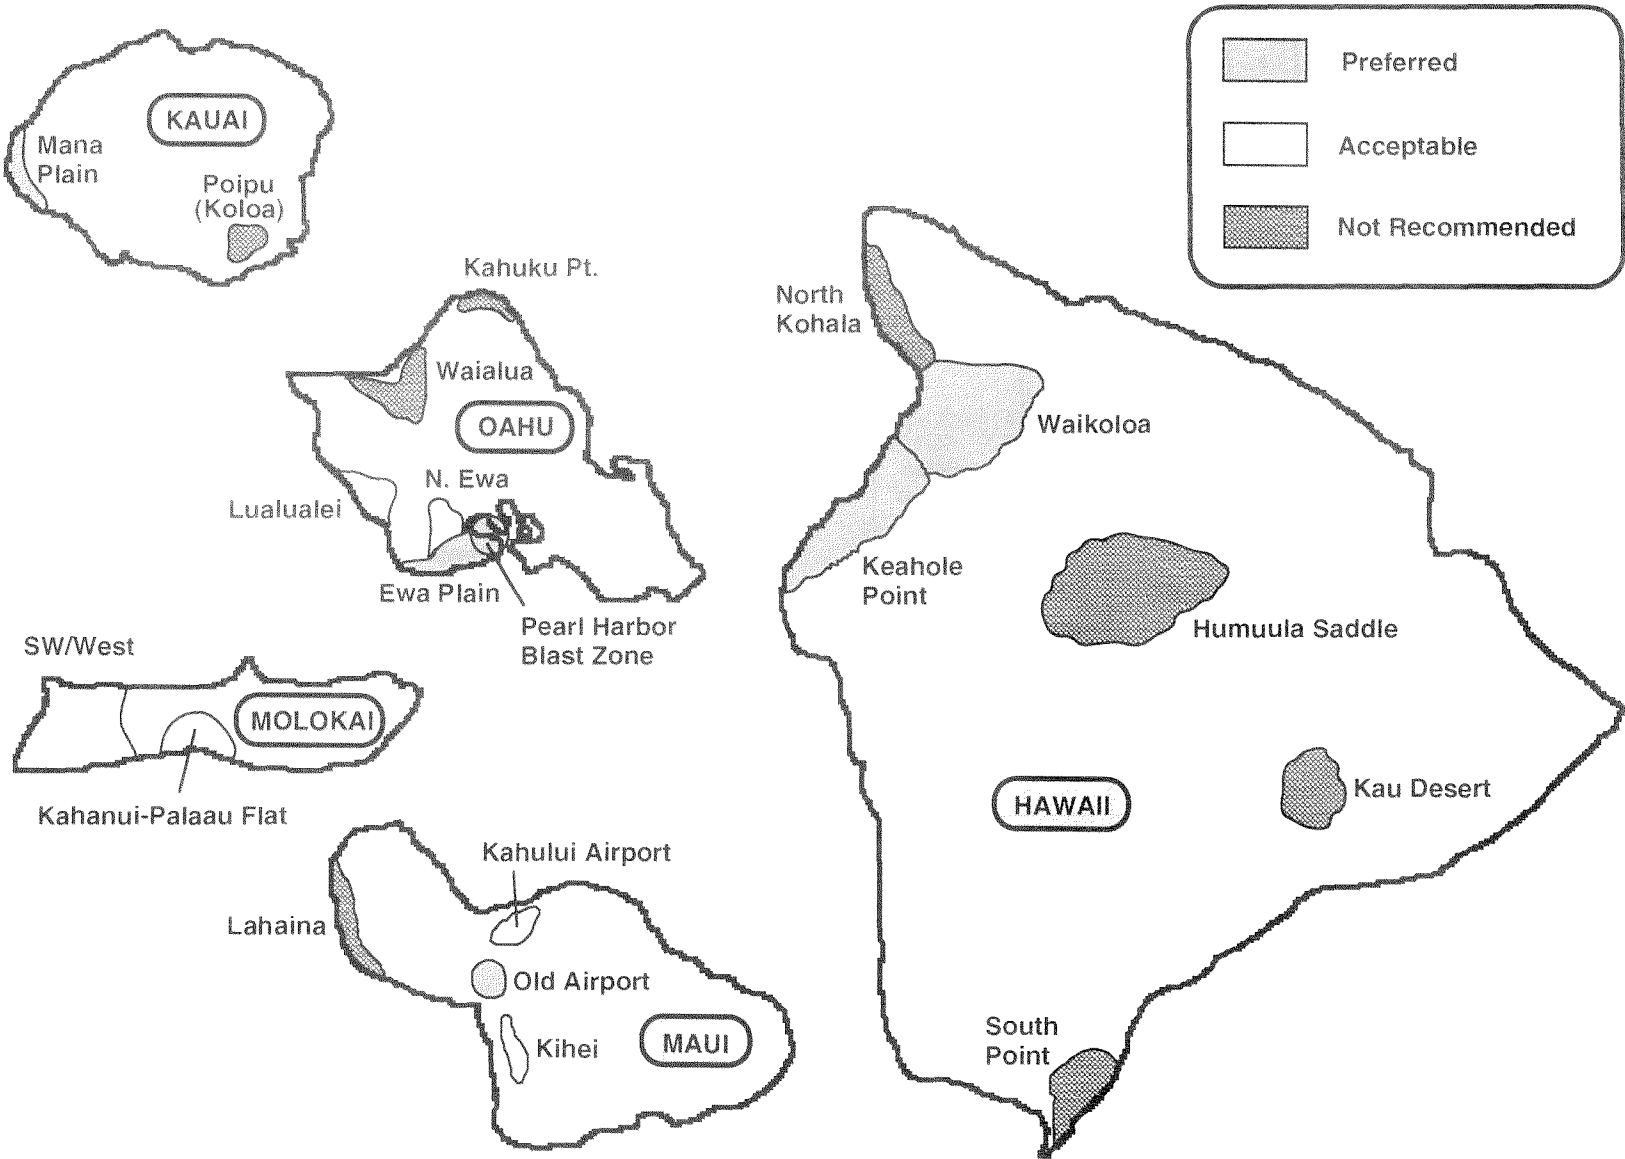 Preferred
Acceptable
Not Recommended
KAUAI
Mana
Plain
Poipu
(Koloa)
Kahuku Pt.
Waialua
OAHU
N. Ewa
Lualualei
Ewa Plain
Pearl Harbor
Blast Zone
SW/West
MOLOKAI
Kahanui-Palaau Flat
Kahului Airport
Lahaina
Old Airport
Kihei
MAUI
North
Kohala
Waikoloa
Keahole
Point
Humuula Saddle
HAWAII
Kau Desert
South
Point